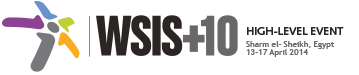 WSIS+10
HIGH-LEVEL EVENT
Sharm el- Sheikh, Egypt
13-17 April 2014